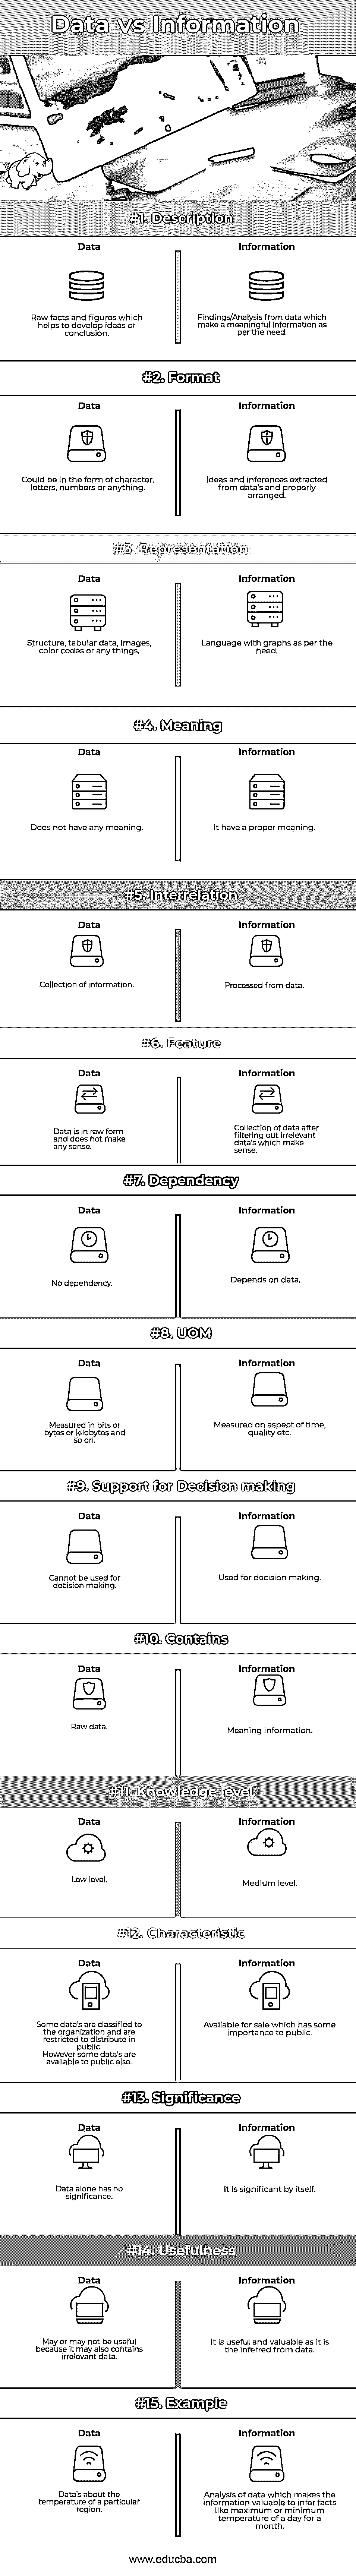 Data vs Information
#1. Description
Data
Information
Raw facts and figures which
helps to develop ideas or
conclusion.
Findings/Analysis from data which
make a meaningful information as
per the need.
#2. Format
Data
Information
Could be in the form of character,
letters, numbers or anything.
Ideas and inferences extracted
from data's and properly
arranged.
#3. Representation
Data
Information
Structure, tabular data, images,
color codes or any things.
Language with graphs as per the
need.
#4. Meaning
Data
Information
Does not have any meaning.
It have a proper meaning.
#5. Interrelation
Data
Information
Collection of information.
Processed from data.
#6. Feature
Data
Information
Data is in raw form
and does not make
any sense.
Collection of data after
filtering out irrelevant
data's which make
sense.
#7. Dependency
Data
Information
No dependency.
Depends on data.
#8. UOM
Data
Information
Measured in bits or
bytes or kilobytes and
so on.
Measured on aspect of time,
quality etc.
#9. Support for Decision making
Data
Information
Cannot be used for
decision making.
Used for decision making.
#10. Contains
Data
Information
Raw data.
Meaning information.
#11. Knowledge level
Data
Information
Low level.
Medium level.
#12. Characteristic
Data
Information
Some data's are classified to
the organization and are
restricted to distribute in
public.
However some data's are
available to public also.
Available for sale which has some
importance to public.
#13. Significance
Data
Information
Data alone has no
significance.
It is significant by itself.
#14. Usefulness
Data
Information
May or may not be useful
because it may also contains
irrelevant data.
It is useful and valuable as it is
the inferred from data.
#15. Example
Data
Information
Data's about the
temperature of a particular
region.
Analysis of data which makes the
information valuable to infer facts
like maximum or minimum
temperature of a day for a
month.
www.educba.com